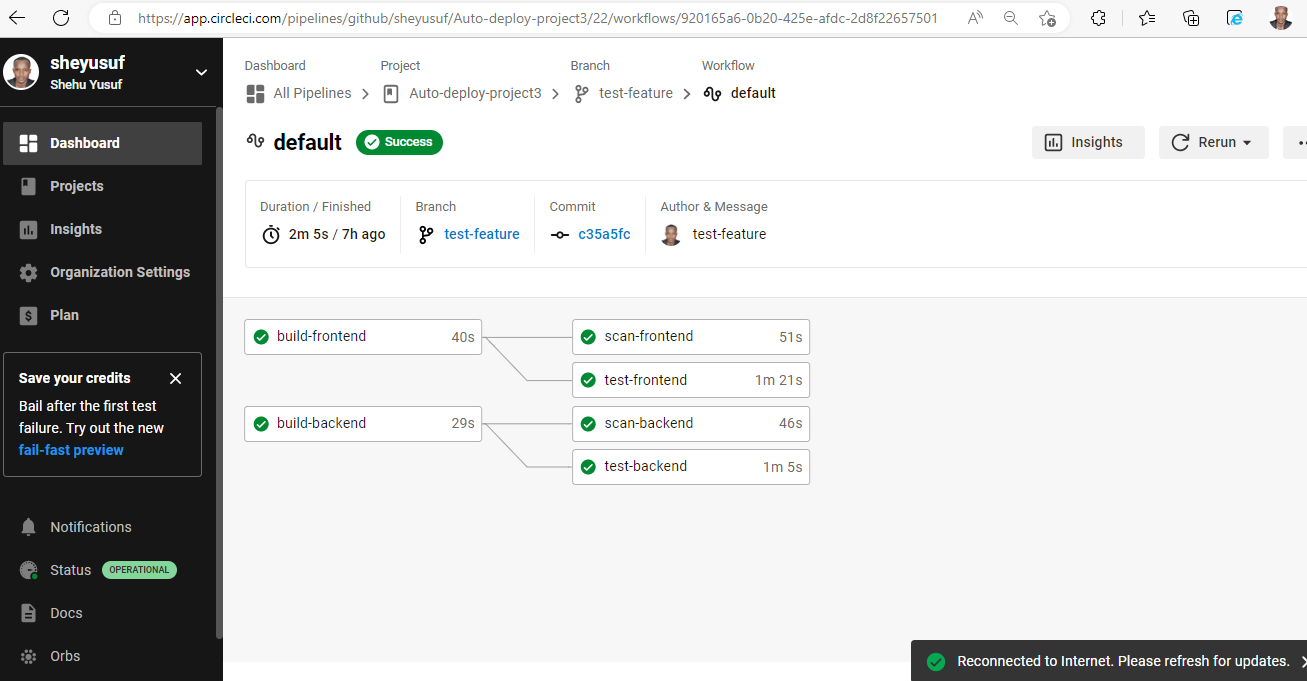 https://app.circleci.com/pipelines/github/sheyusuf/Auto-deploy-project3/22/workflows/920165a6-0b20-425e-afdc-2d8f22657501
sheyusuf
Shehu Yusuf
Dashboard
Projects
Insights
Organization Settings
Plan
Save your credits
Bail after the first test
failure. Try out the new
fail-fast preview
Notifications
Status OPERATIONAL
Docs
Orbs
Dashboard Project Branch Workflow
All Pipelines Auto-deploy-project3 test-feature default
default Success
Insights Rerun
Duration / Finished Branch Commit Author & Message
2m 5s / 7h ago test-feature c35a5fc test-feature
build-frontend 40s scan-frontend 51s
test-frontend 1m 21s
build-backend 29s scan-backend 46s
test-backend 1m 5s
Reconnected to Internet. Please refresh for updates.